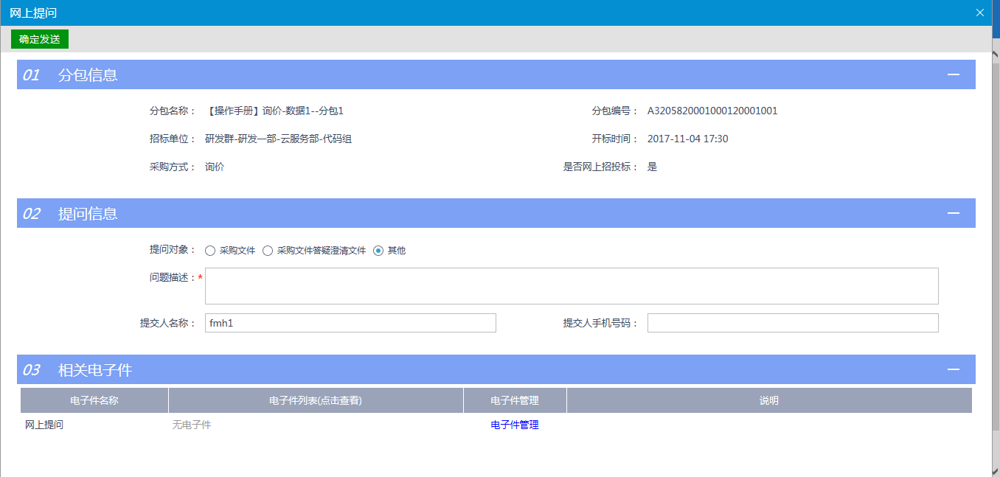 网上提问
确定发送
01 分包信息
分包名称： 【操作手册】询价-数据1--分包1 分包编号： A3205820001000120001001
招标单位： 研发群-研发一部-云服务部-代码组 开标时间： 2017-11-04 17:30
采购方式： 询价 是否网上招投标： 是
02 提问信息
提问对象： 采购文件 采购文件答疑澄清文件 其他
问题描述：*
提交人名称： fmh1 提交人手机号码：
03 相关电子件
电子件名称 电子件列表(点击查看) 电子件管理 说明
网上提问 无电子件 电子件管理